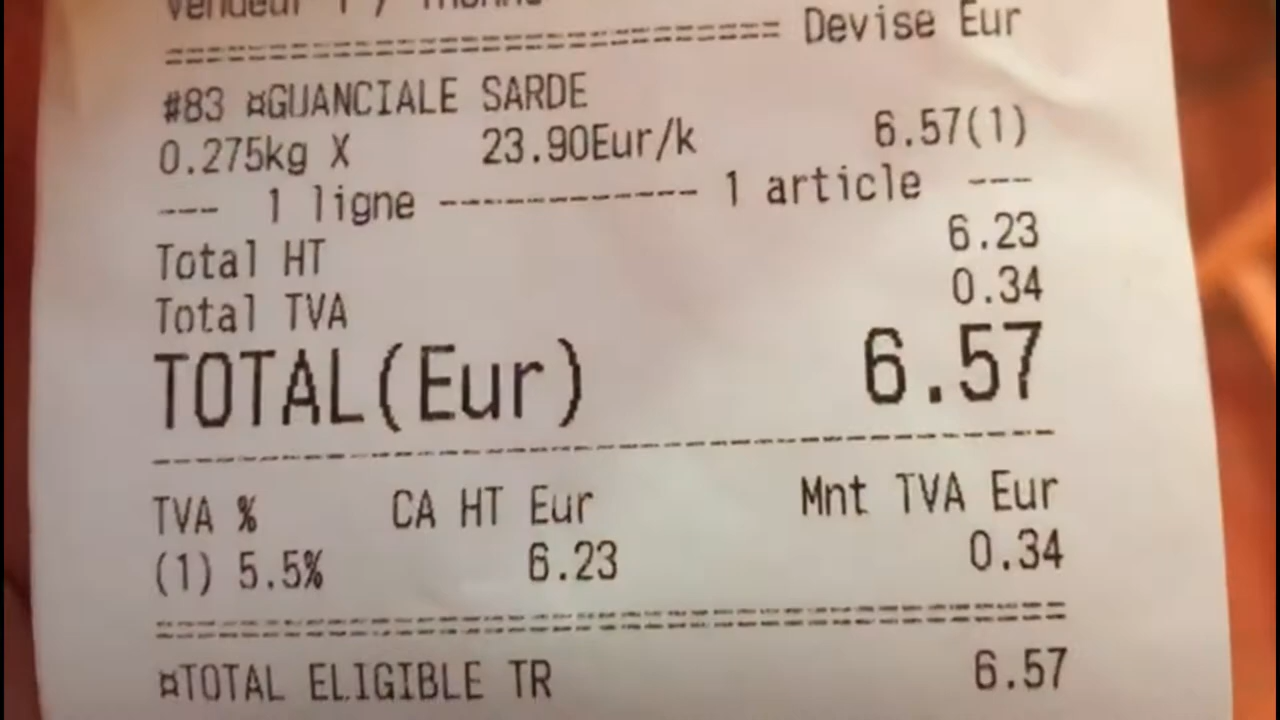 Vendeur 1 /
============================ Devise Eur
#83 ¤GUANCIALE SARDE
0.275kg X 23.90Eur/k 6.57(1)
--- 1 ligne ------------- 1 article ---
Total HT 6.23
Total TVA 0.34
TOTAL(Eur) 6.57
TVA % CA HT Eur Mnt TVA Eur
(1) 5.5% 6.23 0.34
¤TOTAL ELIGIBLE TR 6.57